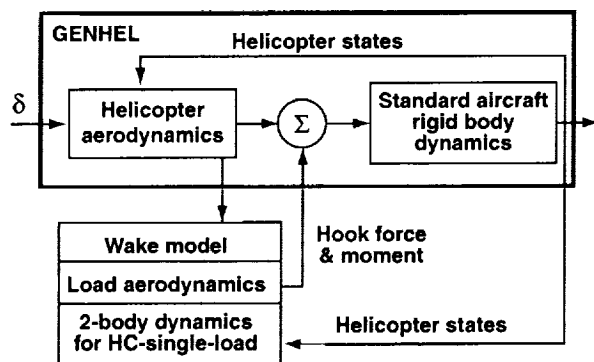 GENHEL
Helicopter states
δ
Helicopter
aerodynamics
Σ
Standard aircraft
rigid body
dynamics
Wake model
Load aerodynamics
2-body dynamics
for HC-single-load
Hook force
& moment
Helicopter states